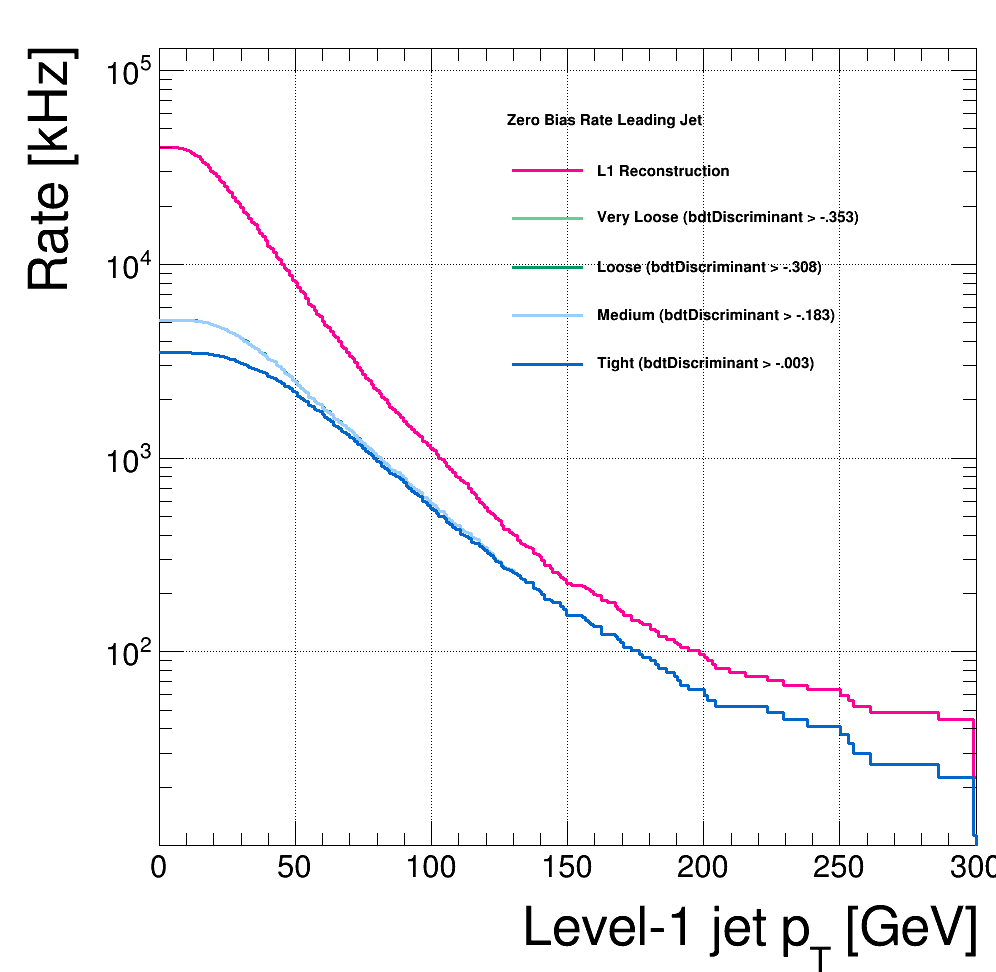 Rate [kHz]
10^5
10^4
10^3
10^2
Zero Bias Rate Leading Jet
L1 Reconstruction
Very Loose (bdtDiscriminant > -.353)
Loose (bdtDiscriminant > -.308)
Medium (bdtDiscriminant > -.183)
Tight (bdtDiscriminant > -.003)
0 50 100 150 200 250 300
Level-1 jet p_T [GeV]